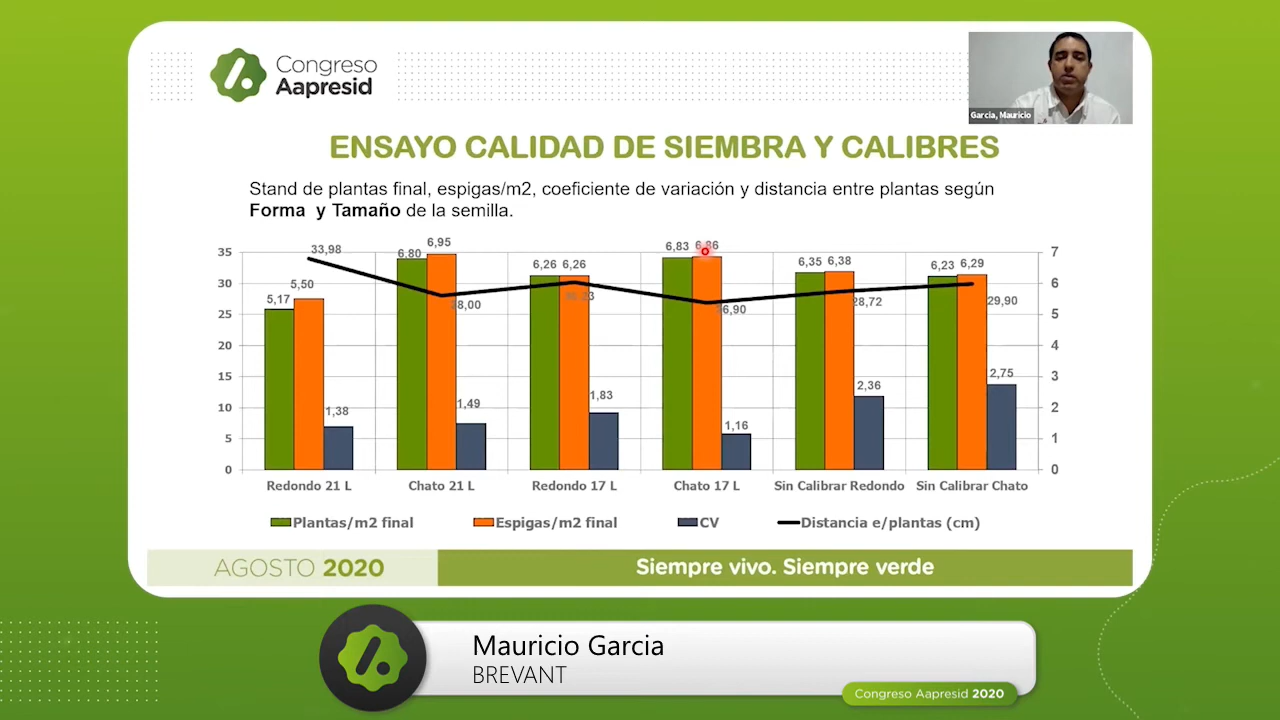 Congreso
Aapresid
Garcia, Mauricio
ENSAYO CALIDAD DE SIEMBRA Y CALIBRES
Stand de plantas final, espigas/m2, coeficiente de variación y distancia entre plantas según
Forma y Tamaño de la semilla.
35
30
25
20
15
10
5
0
7
6
5
4
3
2
1
0
5,17
5,50
33,98
1,38
6,80
6,95
28,00
1,49
6,26
6,26
1,83
6,83
6,86
26,90
1,16
6,35
6,38
28,72
2,36
6,23
6,29
29,90
2,75
Redondo 21 L
Chato 21 L
Redondo 17 L
Chato 17 L
Sin Calibrar Redondo
Sin Calibrar Chato
Plantas/m2 final
Espigas/m2 final
CV
Distancia e/plantas (cm)
AGOSTO 2020
Siempre vivo. Siempre verde
Mauricio Garcia
BREVANT
Congreso Aapresid 2020